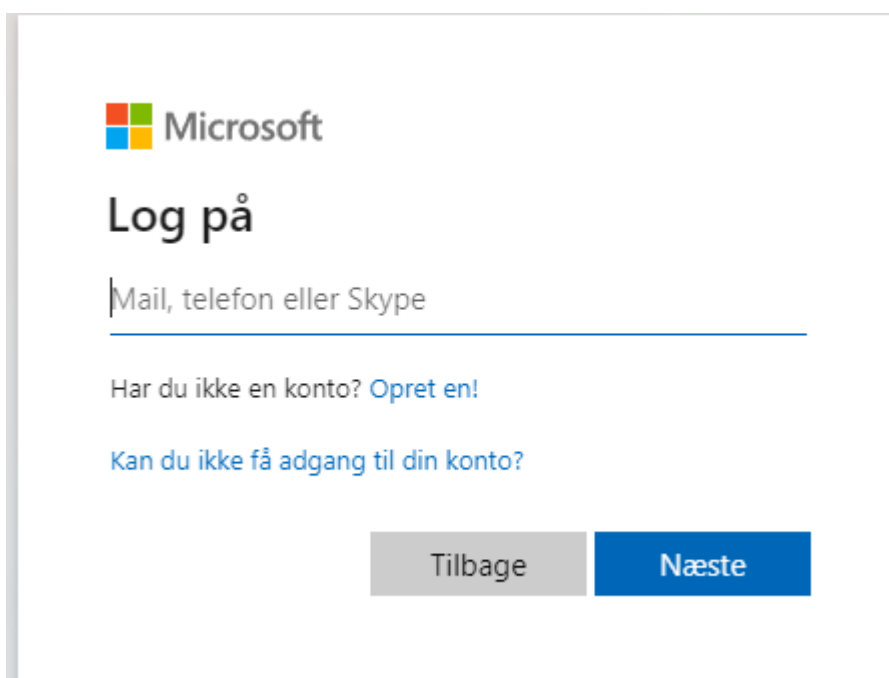 Microsoft
Log på
Mail, telefon eller Skype
Har du ikke en konto? Opret en!
Kan du ikke få adgang til din konto?
Tilbage Næste